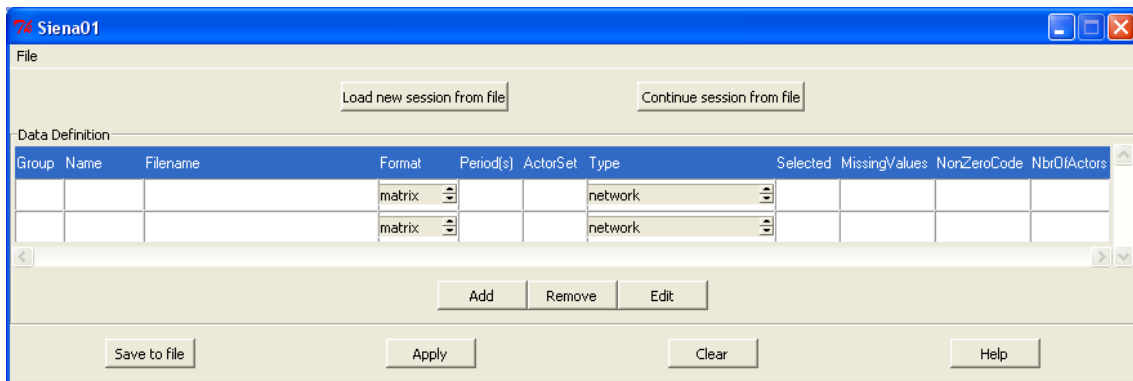 Siena01
File
Load new session from file Continue session from file
Data Definition
Group Name Filename Format Period(s) ActorSet Type Selected MissingValues NonZeroCode NbrOfActors
matrix network
matrix network
Add Remove Edit
Save to file Apply Clear Help